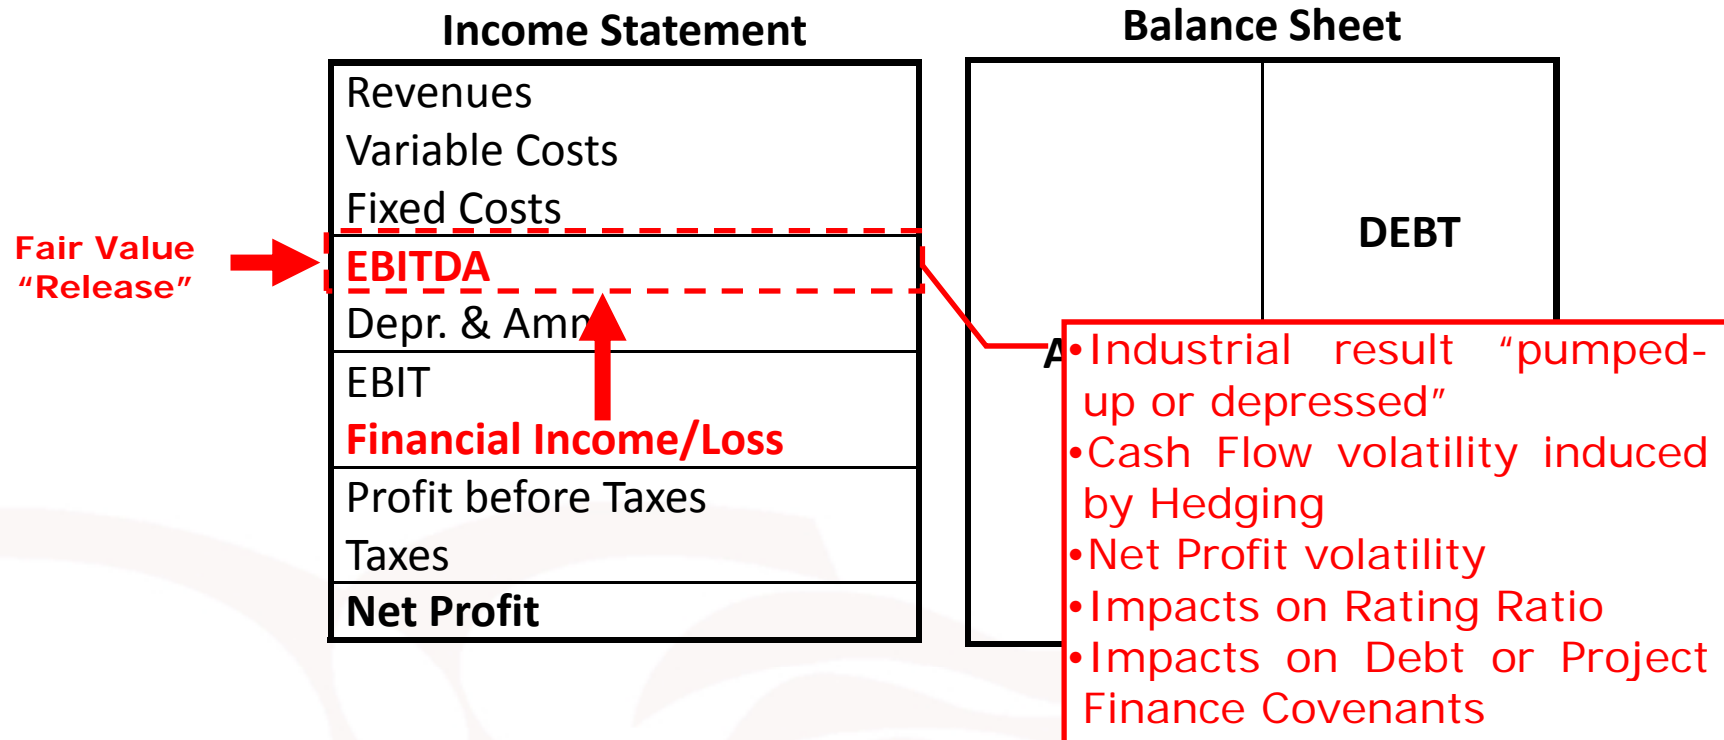 Income Statement
Balance Sheet
Revenues
Variable Costs
Fixed Costs
EBITDA
Depr. & Amm
EBIT
Financial Income/Loss
Profit before Taxes
Taxes
Net Profit
Fair Value
“Release”
DEBT
A
•Industrial result “pumped-
up or depressed”
•Cash Flow volatility induced
by Hedging
•Net Profit volatility
•Impacts on Rating Ratio
•Impacts on Debt or Project
Finance Covenants